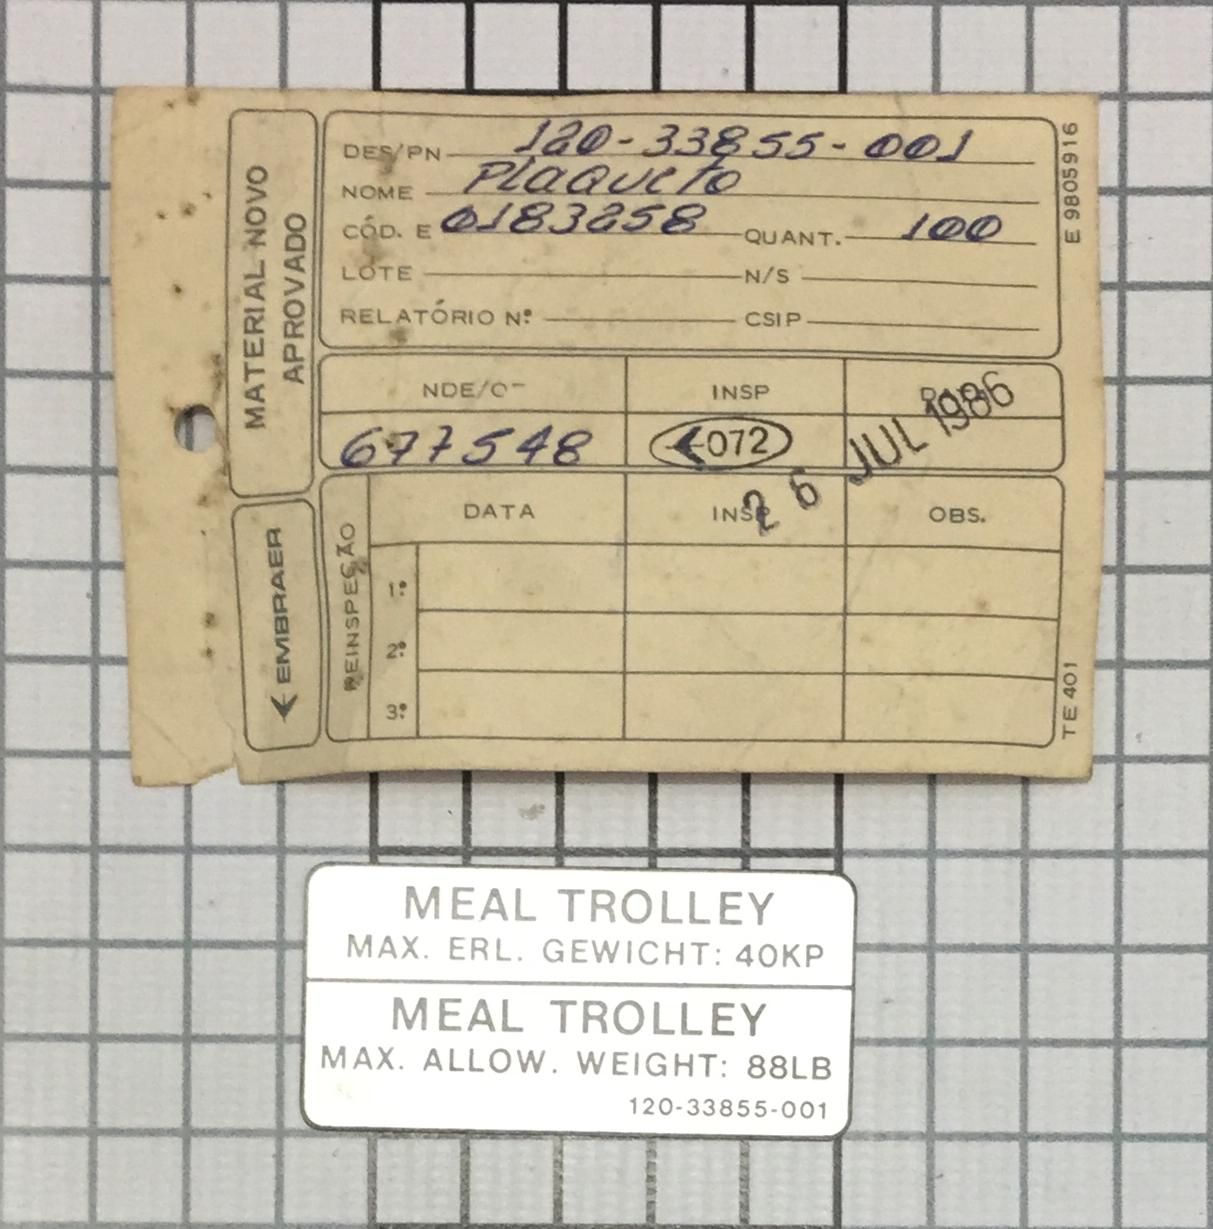 MATERIAL NOVO
APROVADO
DES/PN 120-33855-001
NOME Plaqueta
CÓD. E 0183258 QUANT. 100
LOTE N/S
RELATÓRIO Nº CSIP
E 9805916
NDE/O INSP
677548 072 26 JUL 1986
EMBRAER
REINSPEÇÃO
DATA INSP OBS.
1º
2º
3º
TE 401
MEAL TROLLEY
MAX. ERL. GEWICHT: 40KP
MEAL TROLLEY
MAX. ALLOW. WEIGHT: 88LB
120-33855-001